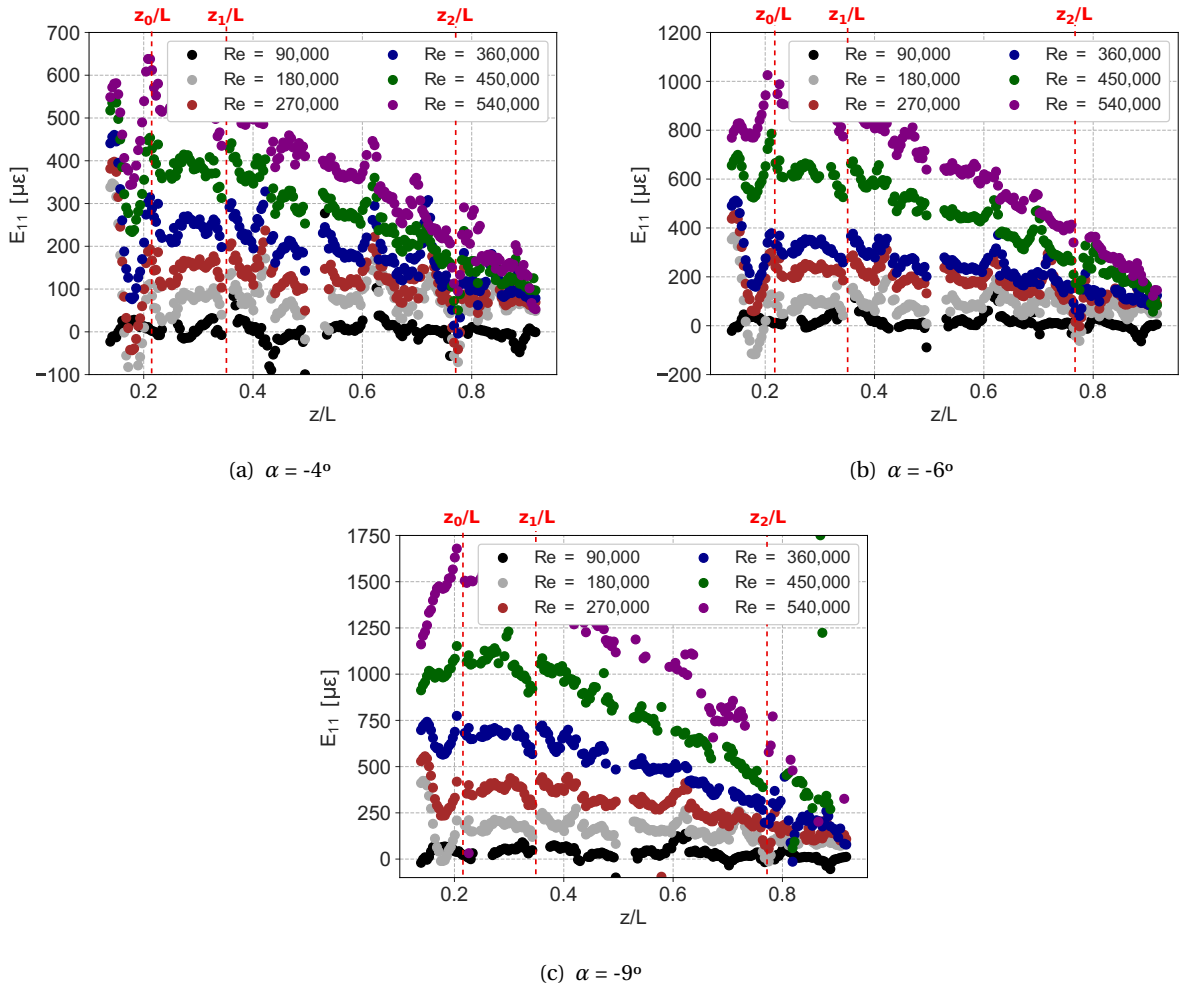 z₀/L z₁/L z₂/L
700
600
500
400
300
200
100
0
−100
E₁₁ [με]
Re = 90,000 Re = 360,000
Re = 180,000 Re = 450,000
Re = 270,000 Re = 540,000
0.2 0.4 0.6 0.8
z/L
(a) α = -4º
z₀/L z₁/L z₂/L
1200
1000
800
600
400
200
0
−200
E₁₁ [με]
Re = 90,000 Re = 360,000
Re = 180,000 Re = 450,000
Re = 270,000 Re = 540,000
0.2 0.4 0.6 0.8
z/L
(b) α = -6º
z₀/L z₁/L z₂/L
1750
1500
1250
1000
750
500
250
0
E₁₁ [με]
Re = 90,000 Re = 360,000
Re = 180,000 Re = 450,000
Re = 270,000 Re = 540,000
0.2 0.4 0.6 0.8
z/L
(c) α = -9º